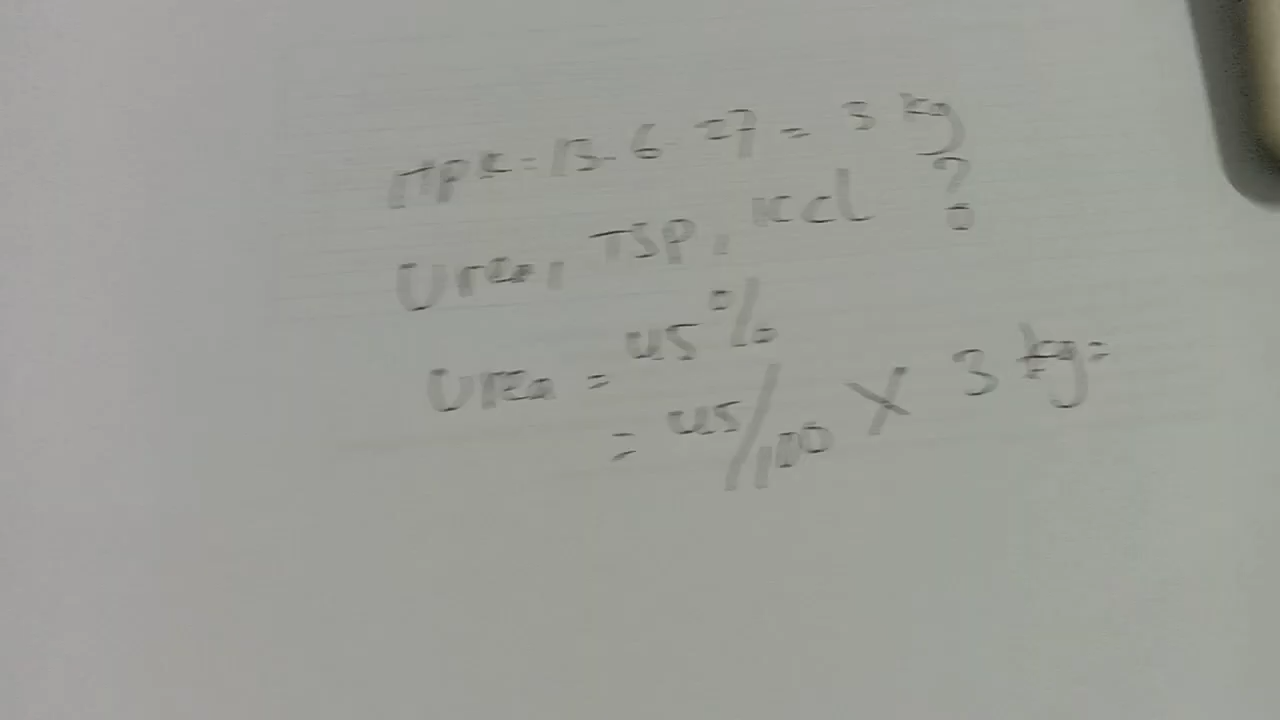 NPK = 13-6-27 = 3 kg
Urea, TSP, KCl ?
Urea = 45%
= 45/100 X 3 kg =